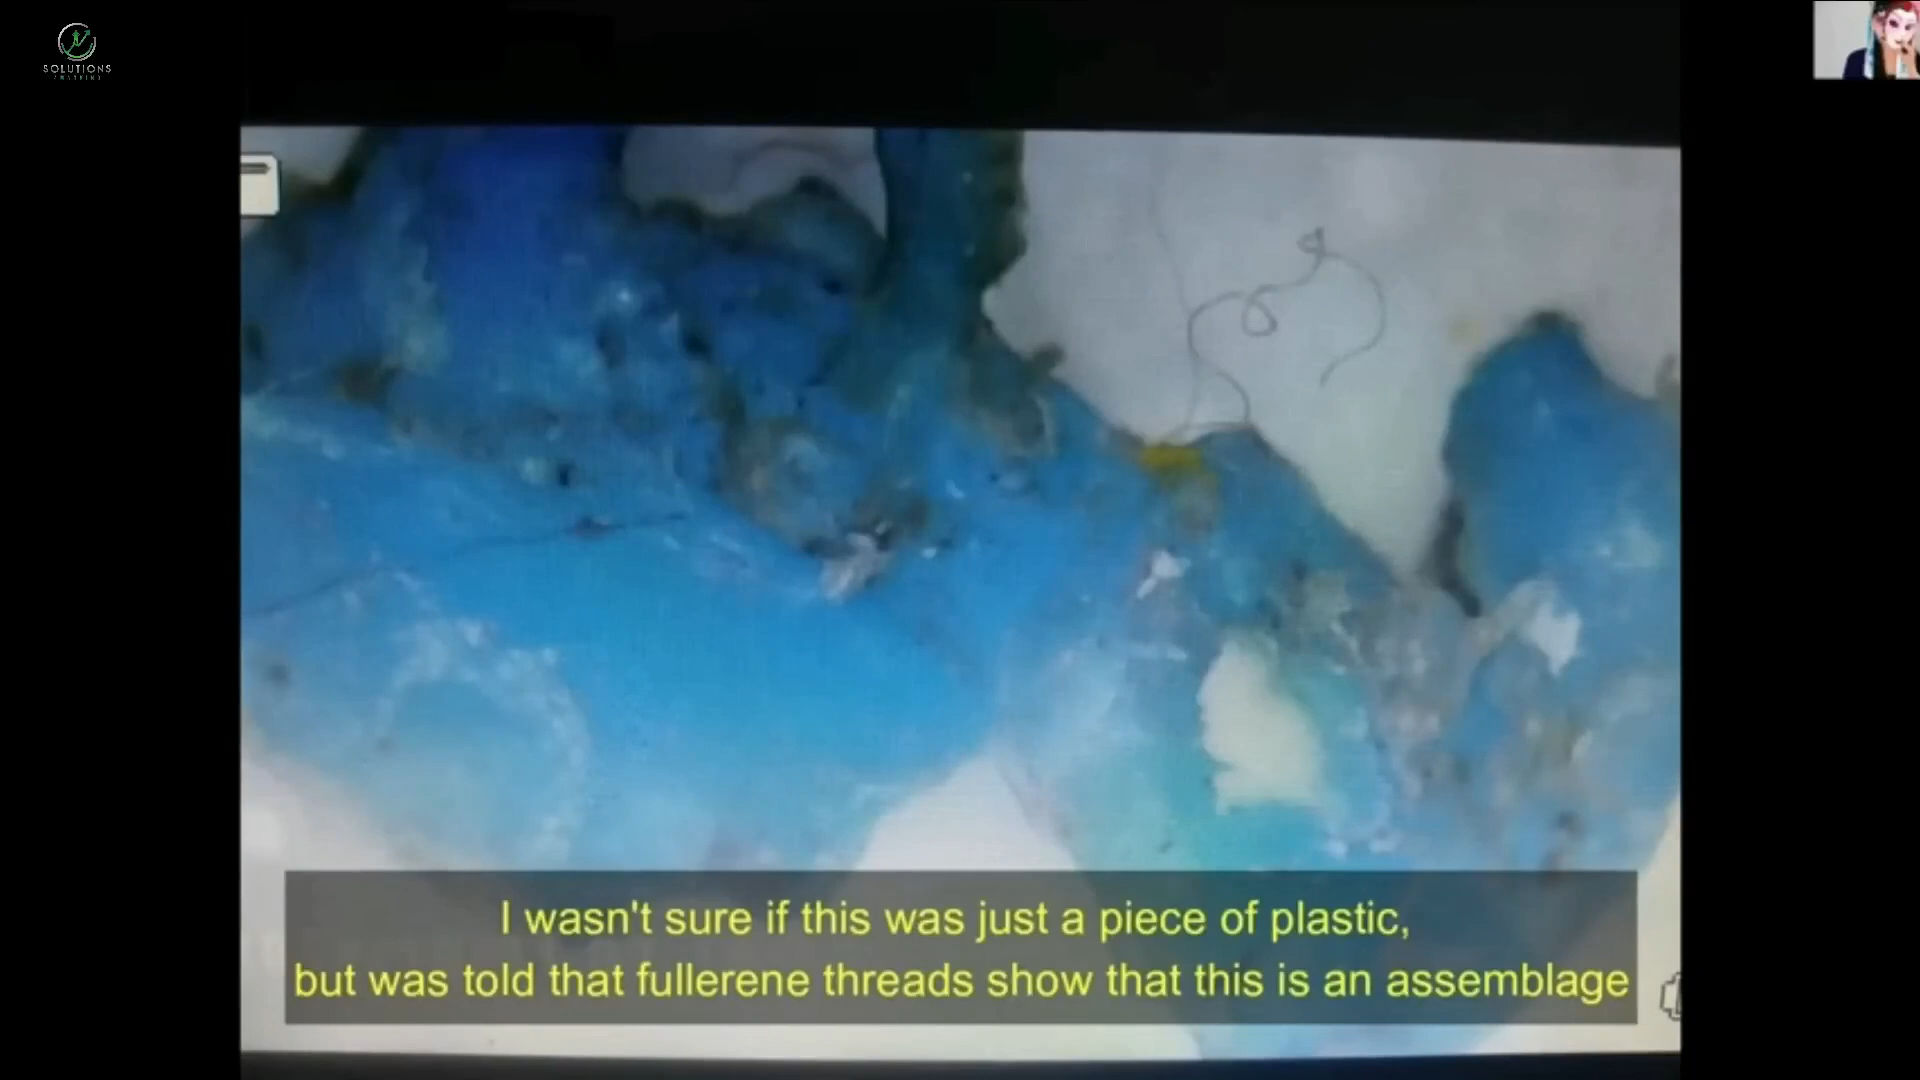 SOLUTIONS
I wasn't sure if this was just a piece of plastic,
but was told that fullerene threads show that this is an assemblage